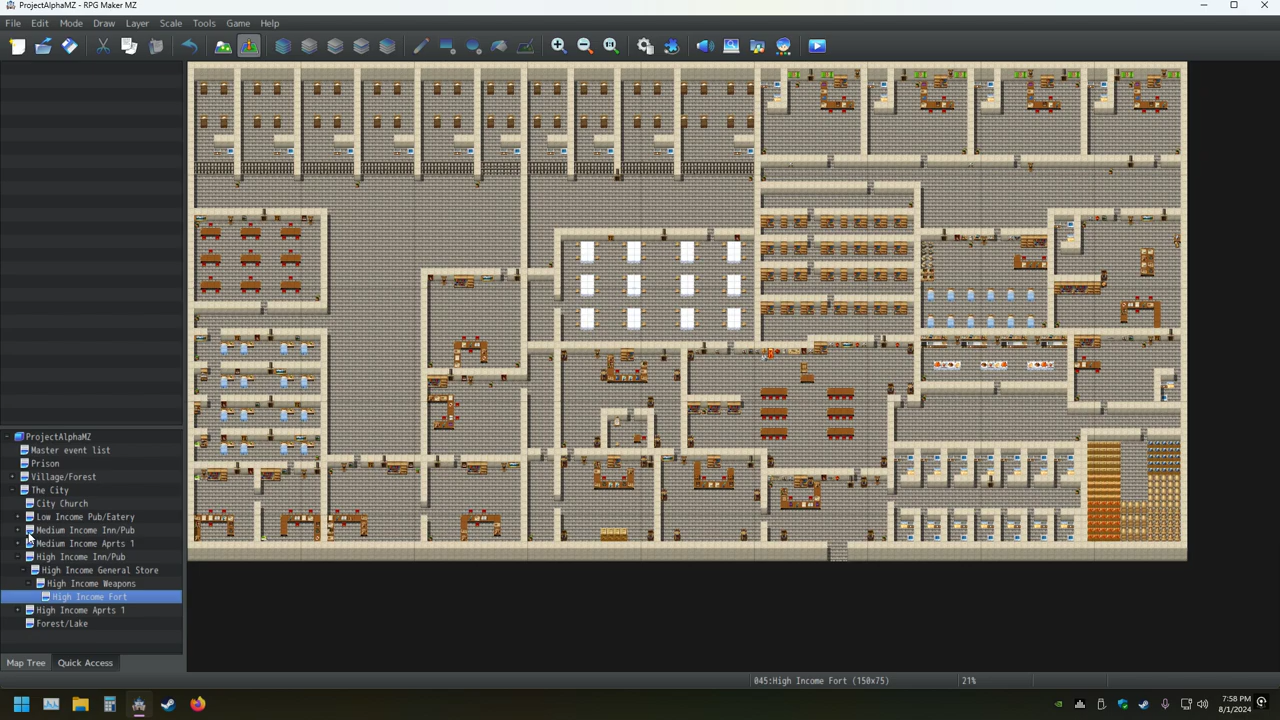 ProjectAlphaMZ - RPG Maker MZ
File Edit Mode Draw Layer Scale Tools Game Help
ProjectAlphaMZ
Master event list
Prison
Village/Forest
The City
City Church
Low Income Pub/Eatery
Medium Income Inn/Pub
Medium Income Aprts 1
High Income Inn/Pub
High Income General Store
High Income Weapons
High Income Fort
High Income Aprts 1
Forest/Lake
Map Tree Quick Access
045:High Income Fort (150x75) 21%
7:58 PM
8/1/2024